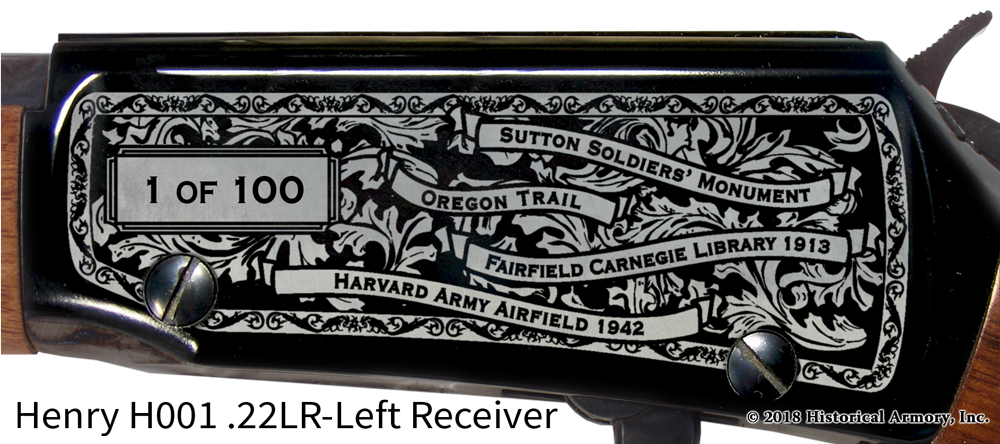 1 OF 100
SUTTON SOLDIERS' MONUMENT
OREGON TRAIL
FAIRFIELD CARNEGIE LIBRARY 1913
HARVARD ARMY AIRFIELD 1942
Henry H001 .22LR-Left Receiver
© 2018 Historical Armory, Inc.